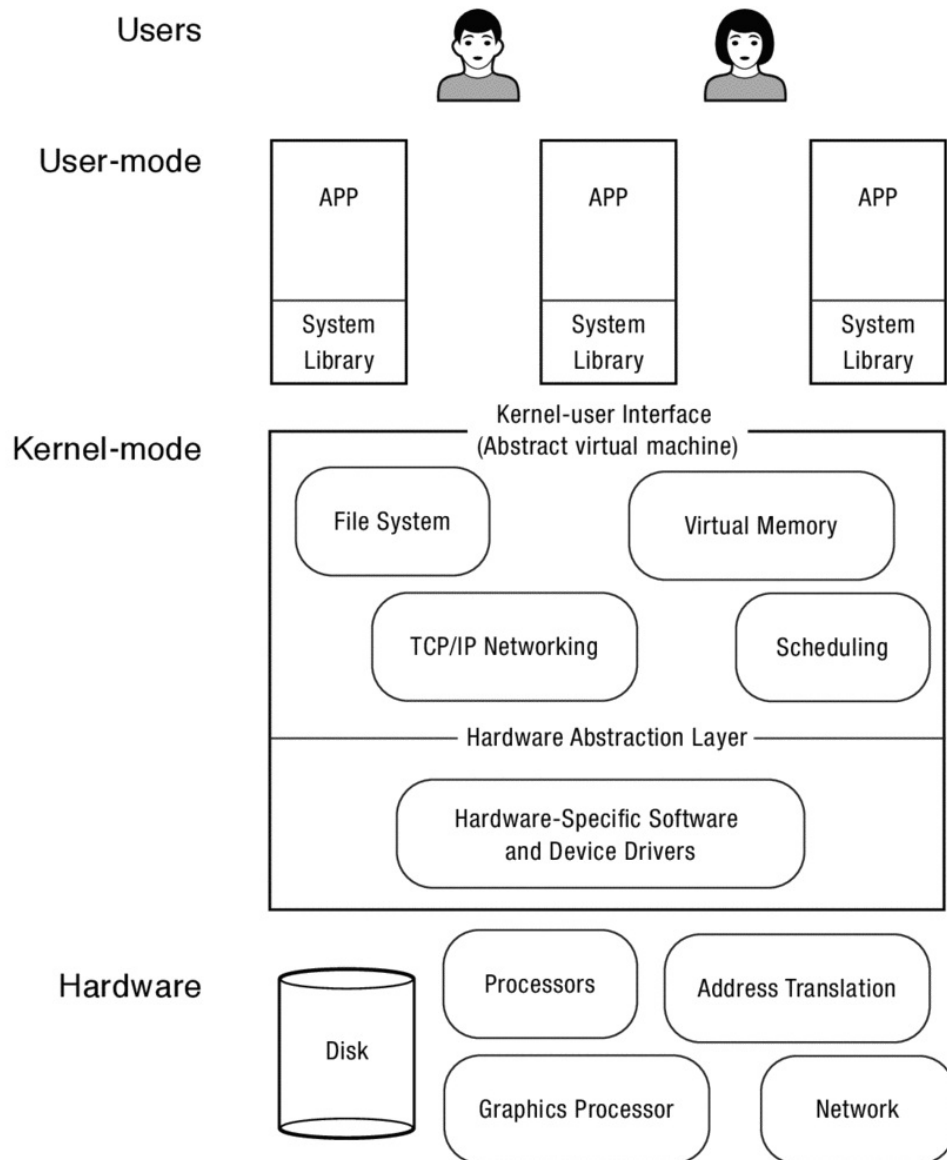 Users
User-mode
APP
APP
APP
System
Library
System
Library
System
Library
Kernel-mode
Kernel-user Interface
(Abstract virtual machine)
File System
Virtual Memory
TCP/IP Networking
Scheduling
Hardware Abstraction Layer
Hardware-Specific Software
and Device Drivers
Hardware
Processors
Address Translation
Disk
Graphics Processor
Network